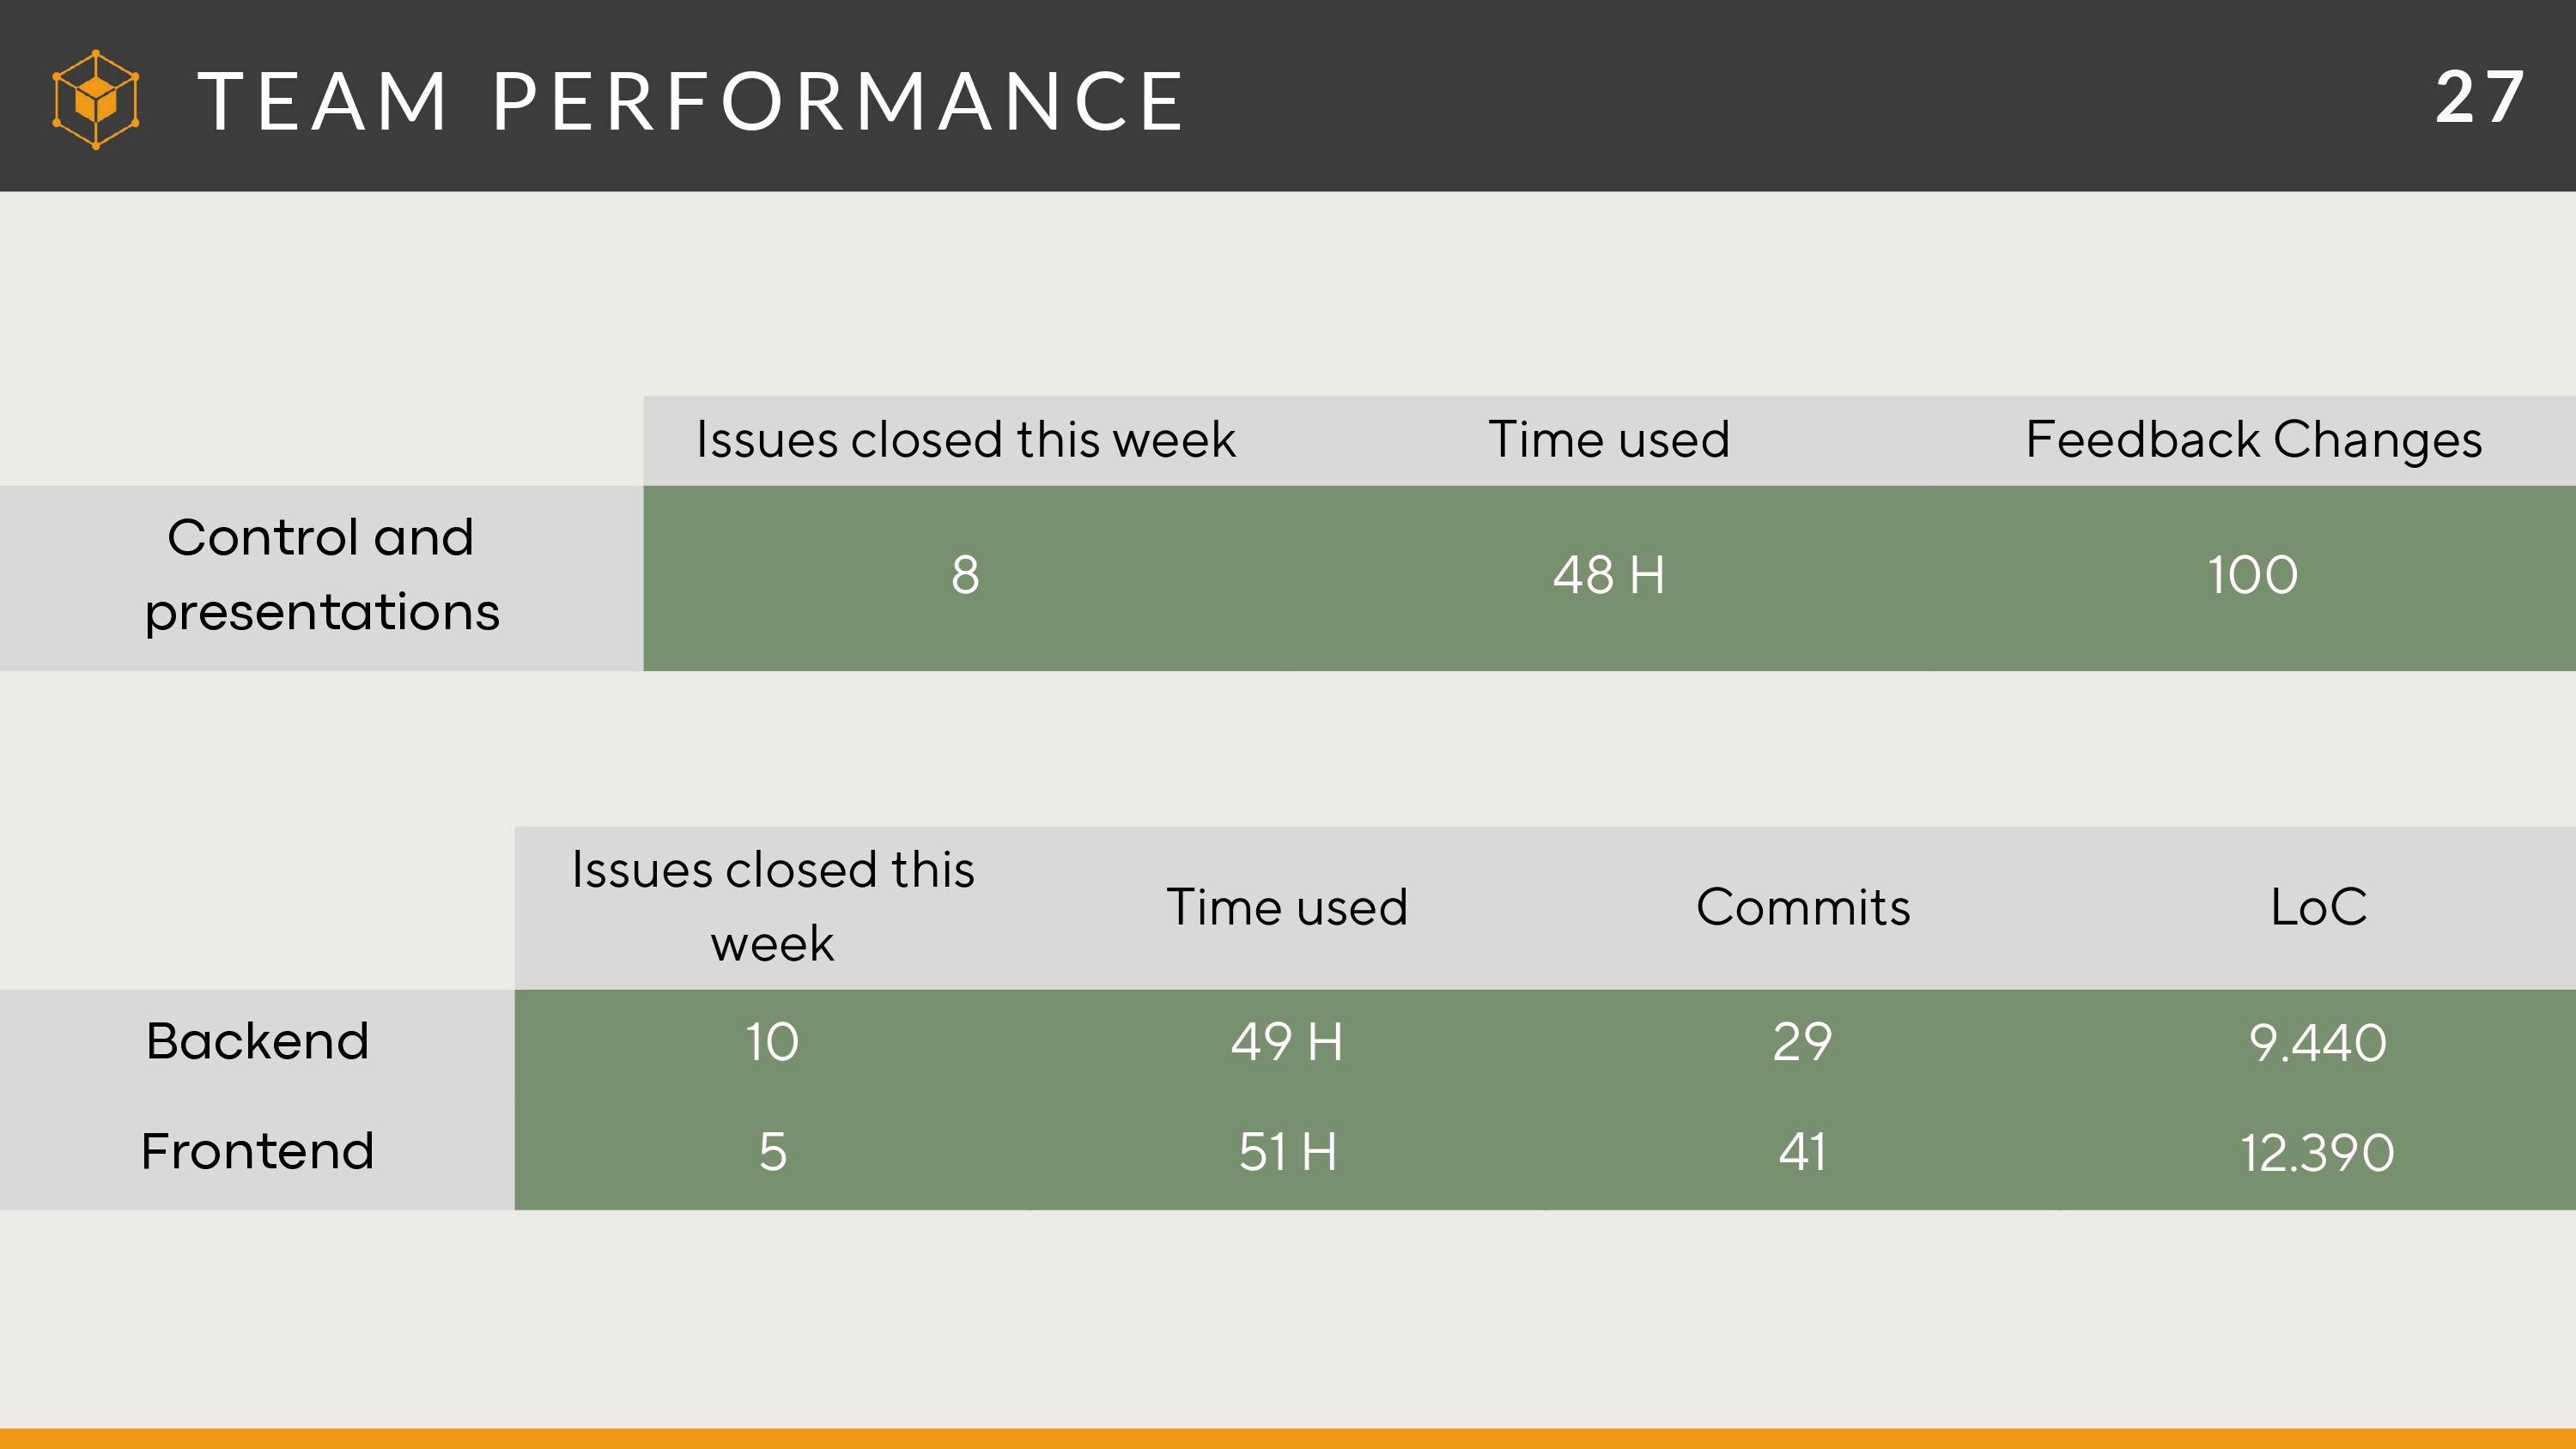 TEAM PERFORMANCE 27
Issues closed this week Time used Feedback Changes
Control and
presentations
8 48 H 100
Issues closed this
week
Time used Commits LoC
Backend 10 49 H 29 9.440
Frontend 5 51 H 41 12.390